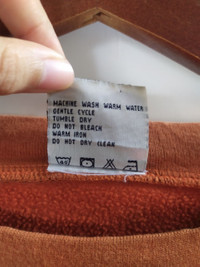 MACHINE WASH WARM WATER
GENTLE CYCLE
TUMBLE DRY
DO NOT BLEACH
WARM IRON
DO NOT DRY CLEAN